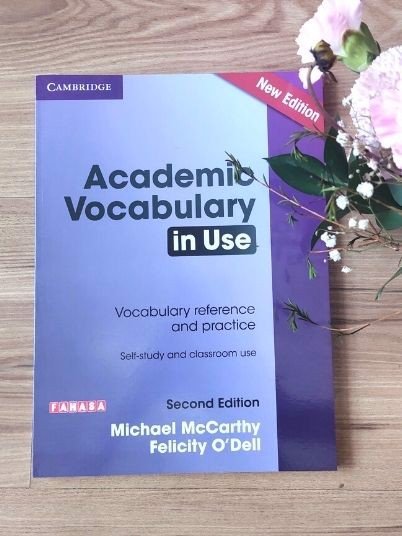 CAMBRIDGE
New Edition
Academic
Vocabulary
in Use
Vocabulary reference
and practice
Self-study and classroom use
FAHASA
Second Edition
Michael McCarthy
Felicity O'Dell